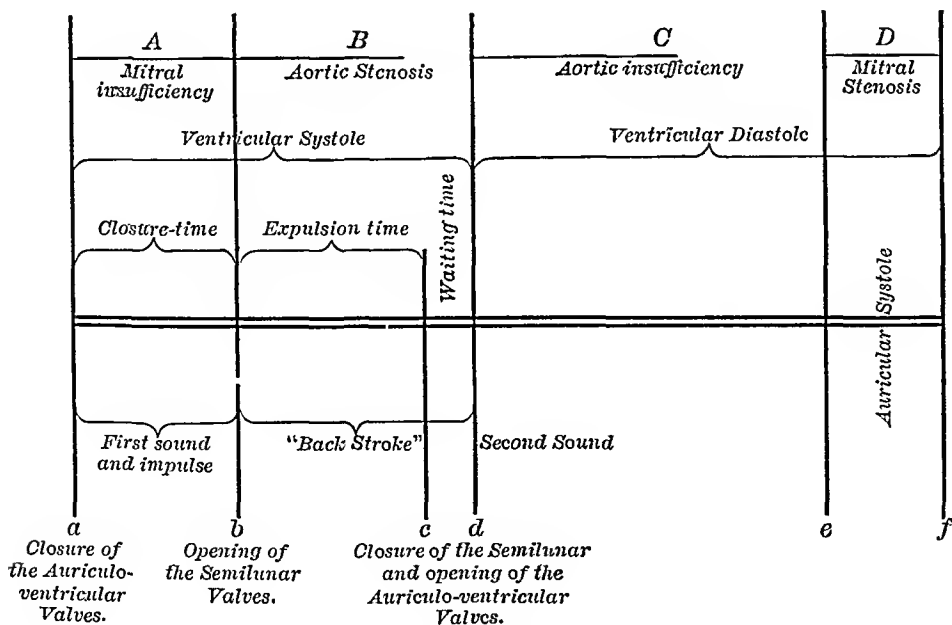 A B C D
Mitral
insufficiency
Aortic Stenosis
Aortic insufficiency
Mitral
Stenosis
Ventricular Systole
Ventricular Diastole
Closure-time
Expulsion time
Waiting time
Auricular Systole
First sound
and impulse
"Back Stroke"
Second Sound
a b c d e f
Closure of
the Auriculo-
ventricular
Valves.
Opening of
the Semilunar
Valves.
Closure of the Semilunar
and opening of the
Auriculo-ventricular
Valves.